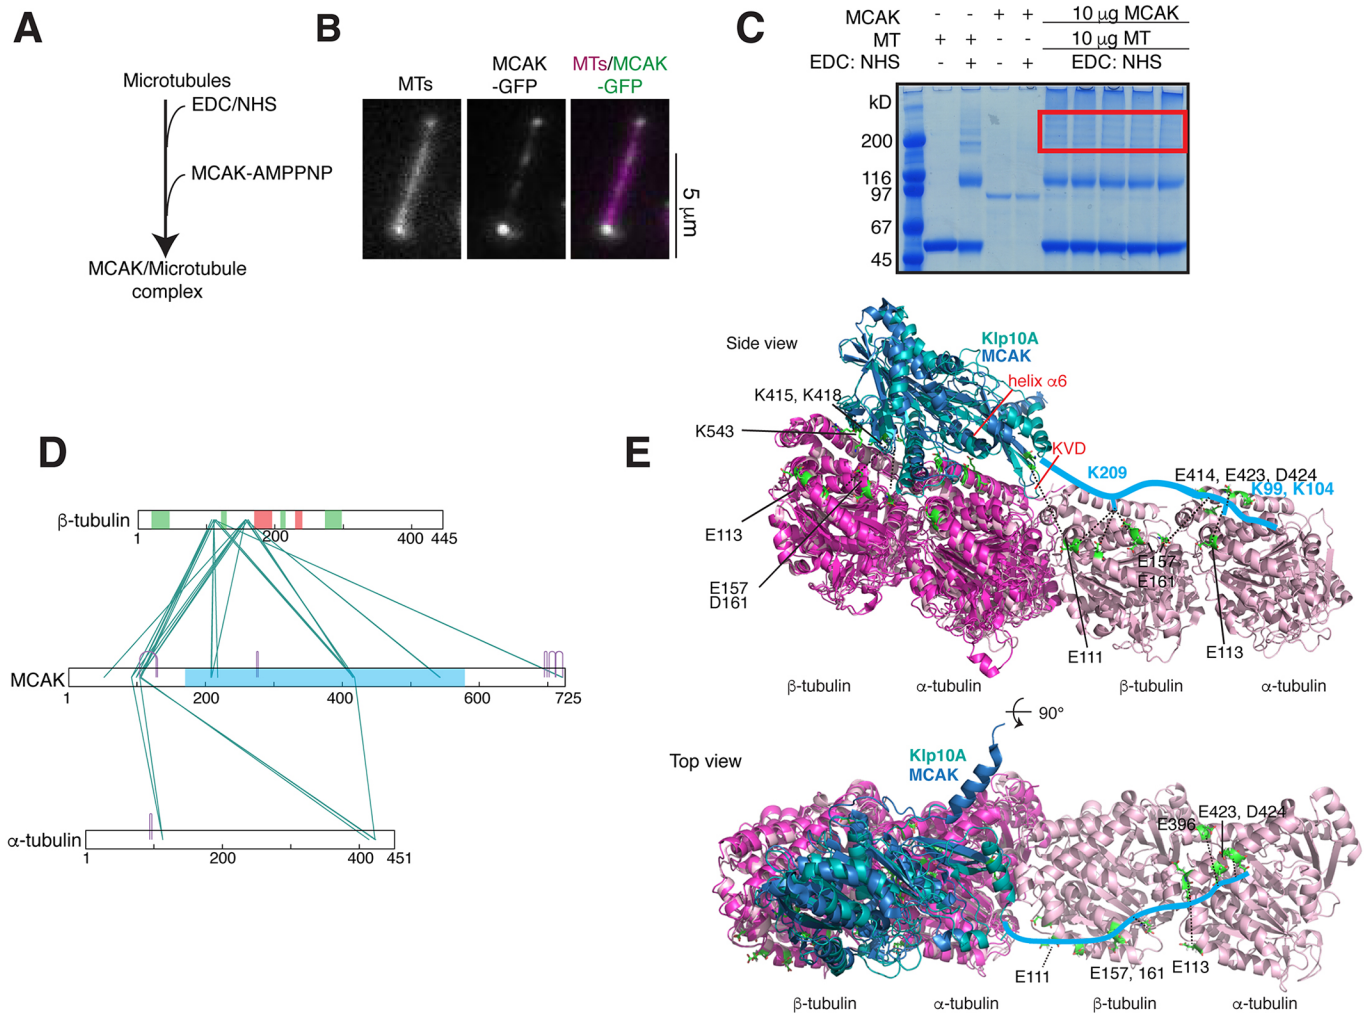 A
Microtubules
EDC/NHS
MCAK-AMPPNP
MCAK/Microtubule
complex
B
MTs
MCAK
-GFP
MTs/MCAK
-GFP
5 μm
C
MCAK - - + + 10 μg MCAK
MT + + - - 10 μg MT
EDC: NHS - + - + EDC: NHS
kD
200
116
97
67
45
D
β-tubulin
1 200 400 445
MCAK
1 200 400 600 725
α-tubulin
1 200 400 451
E
Side view
Klp10A
MCAK
helix α6
K415, K418
K543
KVD
K209
E414, E423, D424
K99, K104
E113
E157
D161
E157
E161
E111
E113
β-tubulin α-tubulin β-tubulin α-tubulin
90°
Top view
Klp10A
MCAK
E423, D424
E396
E111
E157, 161
E113
β-tubulin α-tubulin β-tubulin α-tubulin